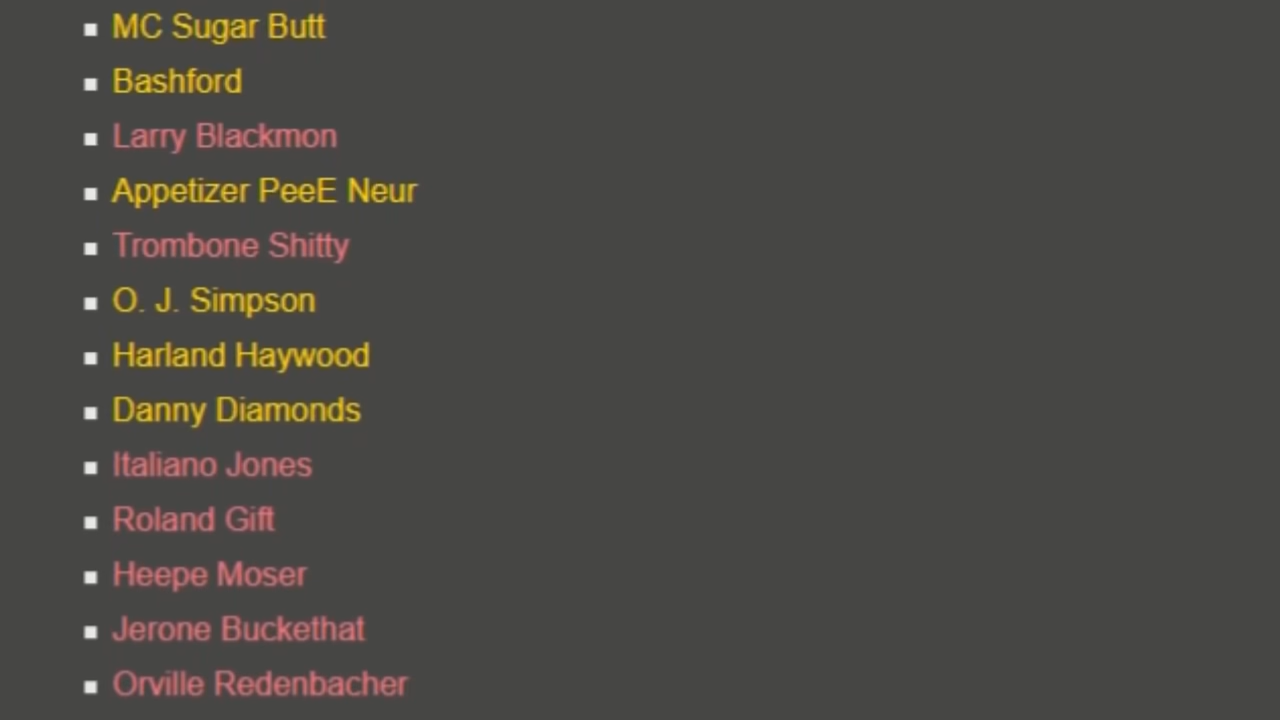 MC Sugar Butt
Bashford
Larry Blackmon
Appetizer PeeE Neur
Trombone Shitty
O. J. Simpson
Harland Haywood
Danny Diamonds
Italiano Jones
Roland Gift
Heepe Moser
Jerone Buckethat
Orville Redenbacher